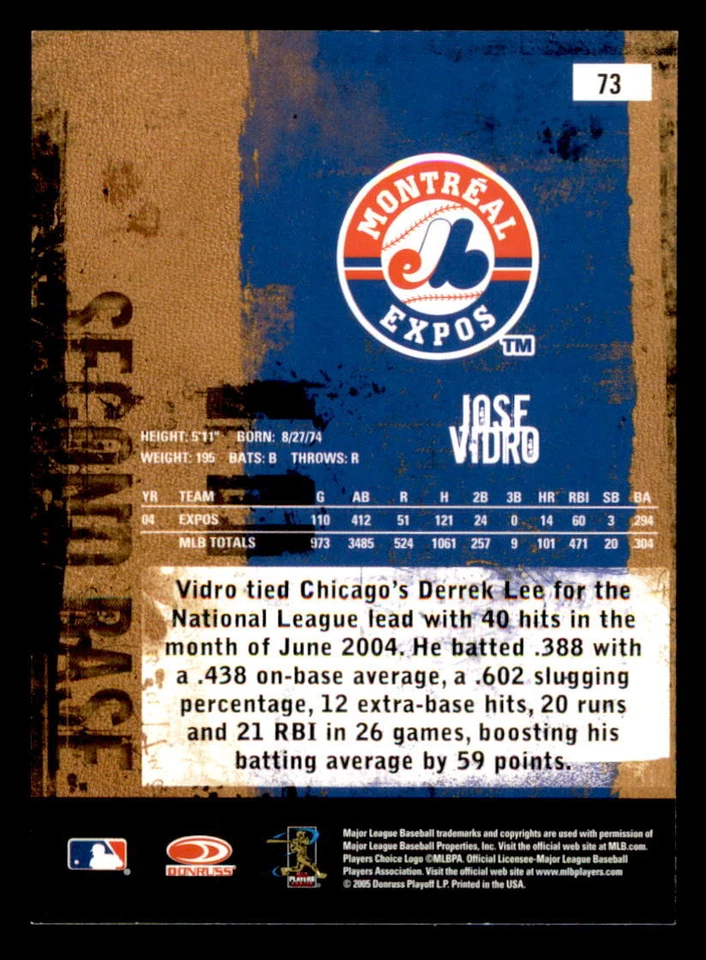 73
MONTRÉAL
EXPOS
TM
JOSE
VIDRO
SECOND BASE
HEIGHT: 5'11" BORN: 8/27/74
WEIGHT: 195 BATS: B THROWS: R
YR TEAM G AB R H 2B 3B HR RBI SB BA
04 EXPOS 110 412 51 121 24 0 14 60 3 .294
MLB TOTALS 973 3485 524 1061 257 9 101 471 20 .304
Vidro tied Chicago's Derrek Lee for the
National League lead with 40 hits in the
month of June 2004. He batted .388 with
a .438 on-base average, a .602 slugging
percentage, 12 extra-base hits, 20 runs
and 21 RBI in 26 games, boosting his
batting average by 59 points.
DONRUSS
PLAYERS
Major League Baseball trademarks and copyrights are used with permission of
Major League Baseball Properties, Inc. Visit the official web site at MLB.com.
Players Choice Logo ©MLBPA. Official Licensee-Major League Baseball
Players Association. Visit the official web site at www.mlbplayers.com
© 2005 Donruss Playoff L.P. Printed in the USA.